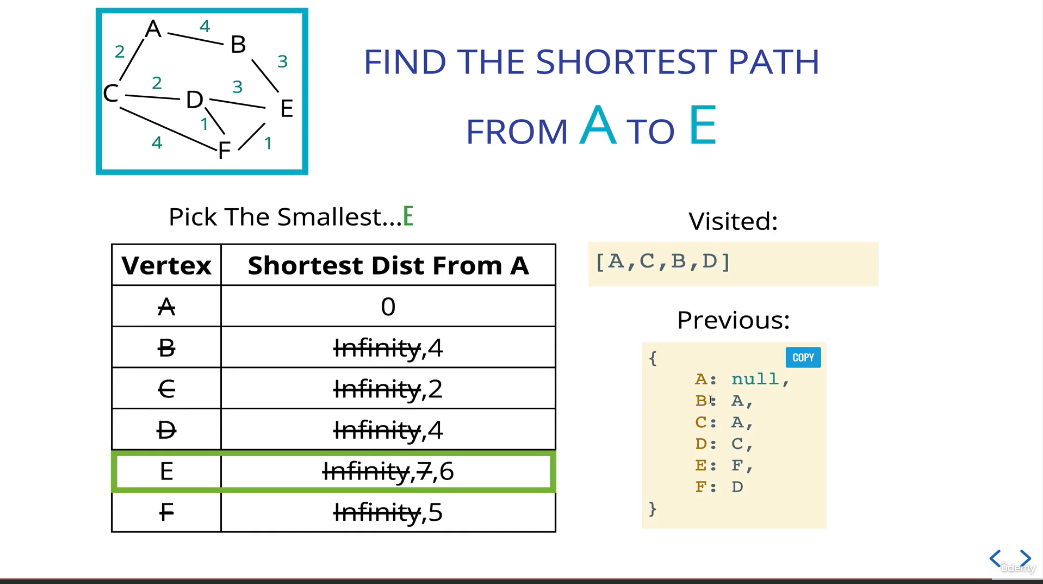 A 4 B
2 3
C 2 D 3 E
1
4 F 1
FIND THE SHORTEST PATH
FROM A TO E
Pick The Smallest...E
Vertex Shortest Dist From A
A 0
B Infinity,4
C Infinity,2
D Infinity,4
E Infinity,7,6
F Infinity,5
Visited:
[A,C,B,D]
Previous:
{
COPY
A: null,
B: A,
C: A,
D: C,
E: F,
F: D
}
ûdemy